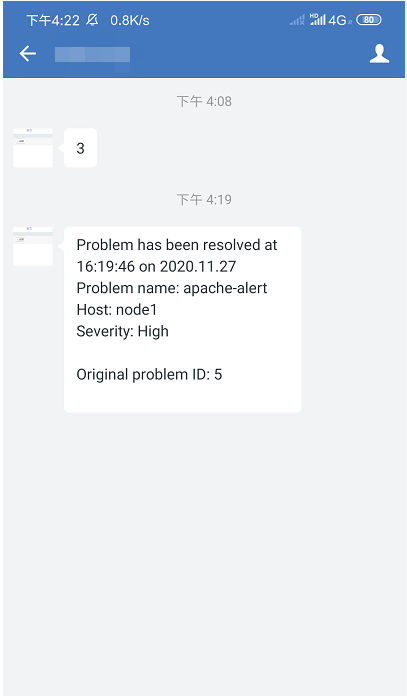 下午4:22 0.8K/s HD 4G 80
下午 4:08
3
下午 4:19
Problem has been resolved at
16:19:46 on 2020.11.27
Problem name: apache-alert
Host: node1
Severity: High
Original problem ID: 5